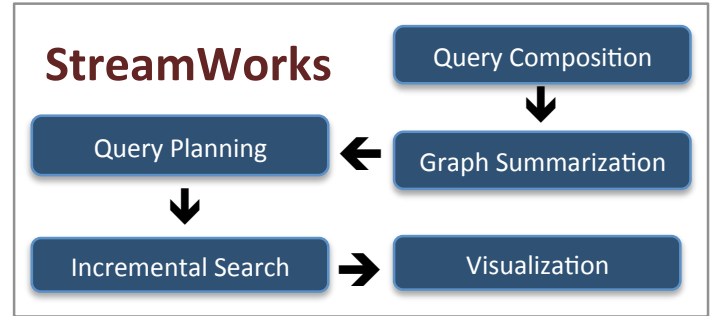 StreamWorks
Query Composition
Query Planning
Graph Summarization
Incremental Search
Visualization